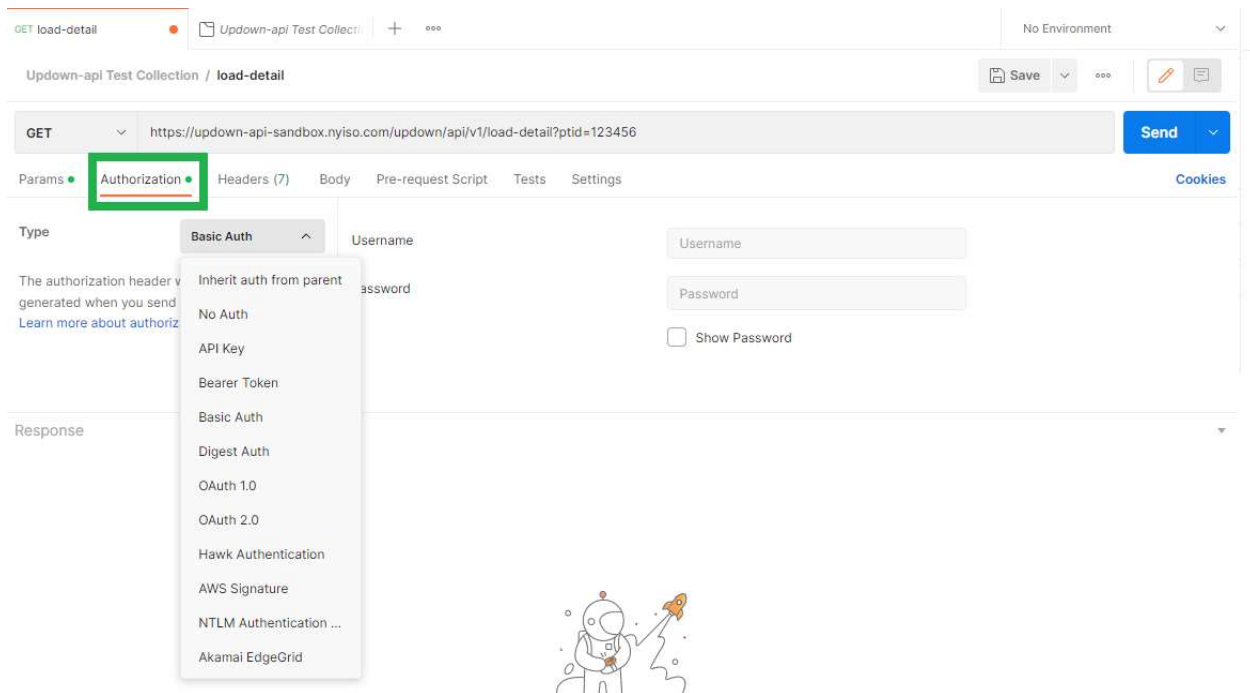 GET load-detail
Updown-api Test Collecti
No Environment
Updown-api Test Collection / load-detail
Save
GET
https://updown-api-sandbox.nyiso.com/updown/api/v1/load-detail?ptid=123456
Send
Params
Authorization
Headers (7)
Body
Pre-request Script
Tests
Settings
Cookies
Type
Basic Auth
Username
Username
The authorization header w
generated when you send
Learn more about authoriz
assword
Password
Show Password
Inherit auth from parent
No Auth
API Key
Bearer Token
Basic Auth
Digest Auth
OAuth 1.0
OAuth 2.0
Hawk Authentication
AWS Signature
NTLM Authentication ...
Akamai EdgeGrid
Response